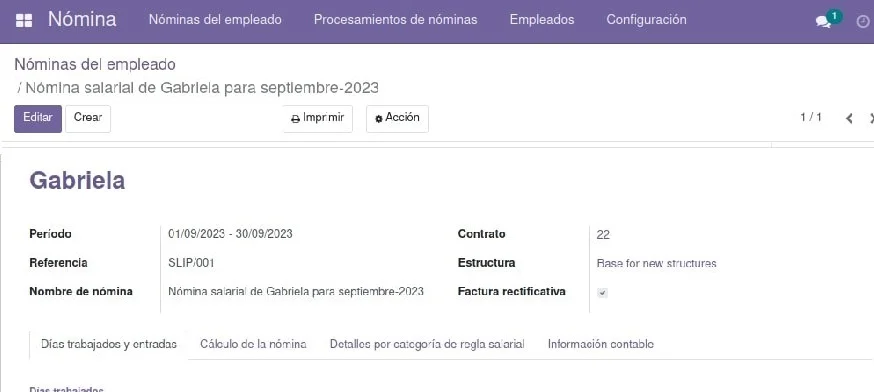 Nómina Nóminas del empleado Procesamientos de nóminas Empleados Configuración 1
Nóminas del empleado
/ Nómina salarial de Gabriela para septiembre-2023
Editar Crear Imprimir Acción 1 / 1
Gabriela
Período 01/09/2023 - 30/09/2023 Contrato 22
Referencia SLIP/001 Estructura Base for new structures
Nombre de nómina Nómina salarial de Gabriela para septiembre-2023 Factura rectificativa
Días trabajados y entradas Cálculo de la nómina Detalles por categoría de regla salarial Información contable
Días trabajados